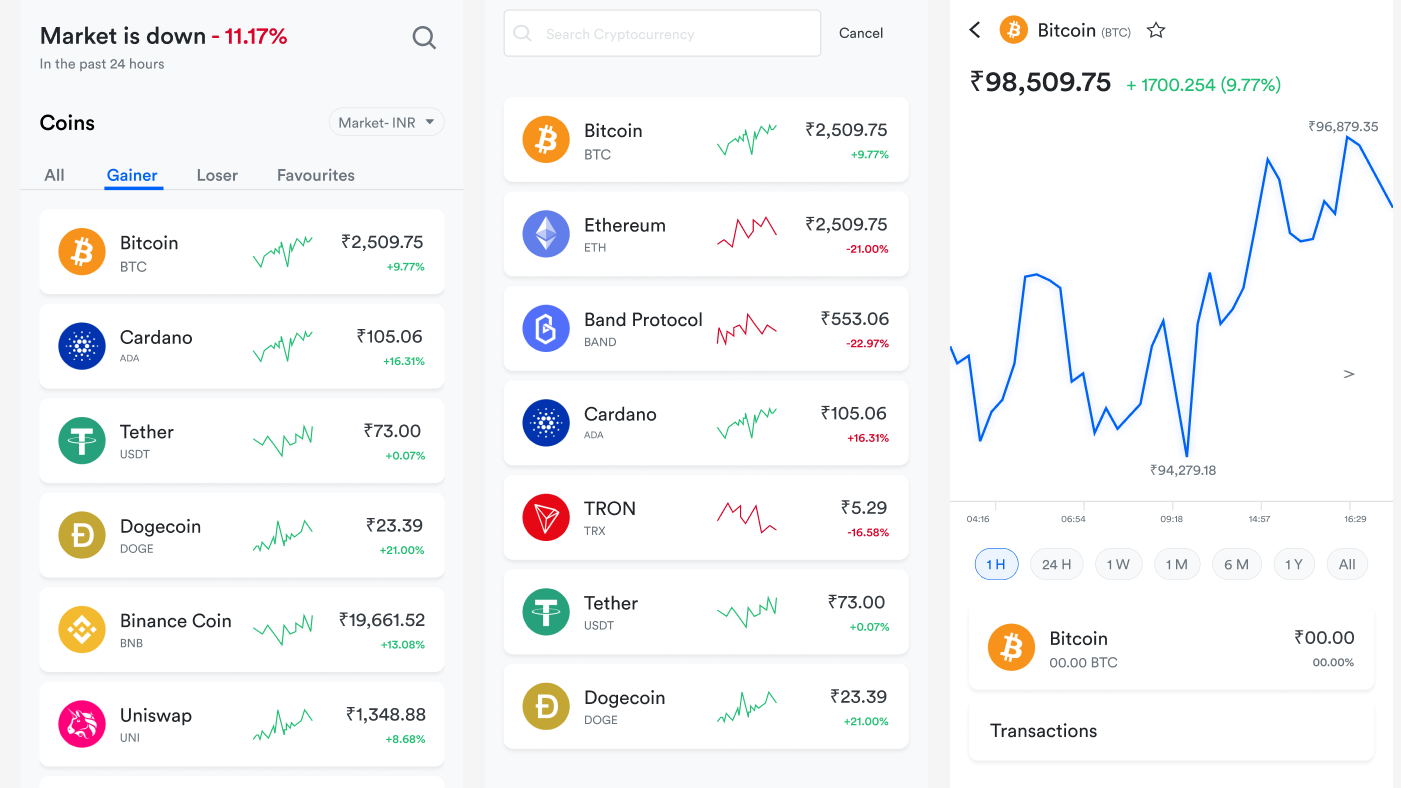 Market is down - 11.17%
In the past 24 hours
Coins
Market- INR
All Gainer Loser Favourites
Bitcoin ₹2,509.75
BTC +9.77%
Cardano ₹105.06
ADA +16.31%
Tether ₹73.00
USDT +0.07%
Dogecoin ₹23.39
DOGE +21.00%
Binance Coin ₹19,661.52
BNB +13.08%
Uniswap ₹1,348.88
UNI +8.68%
Search Cryptocurrency Cancel
Bitcoin ₹2,509.75
BTC +9.77%
Ethereum ₹2,509.75
ETH -21.00%
Band Protocol ₹553.06
BAND -22.97%
Cardano ₹105.06
ADA +16.31%
TRON ₹5.29
TRX -16.58%
Tether ₹73.00
USDT +0.07%
Dogecoin ₹23.39
DOGE +21.00%
Bitcoin (BTC)
₹98,509.75 + 1700.254 (9.77%)
₹96,879.35
>
₹94,279.18
04:16 06:54 09:18 14:57 16:29
1 H 24 H 1 W 1 M 6 M 1 Y All
Bitcoin ₹00.00
00.00 BTC 00.00%
Transactions